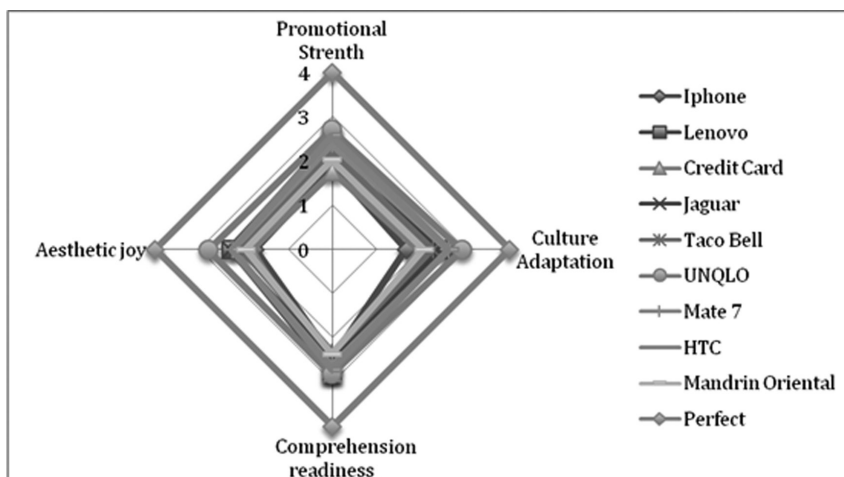 Promotional
Strenth
4
3
2
1
0
Aesthetic joy
Culture
Adaptation
Comprehension
readiness
Iphone
Lenovo
Credit Card
Jaguar
Taco Bell
UNQLO
Mate 7
HTC
Mandrin Oriental
Perfect